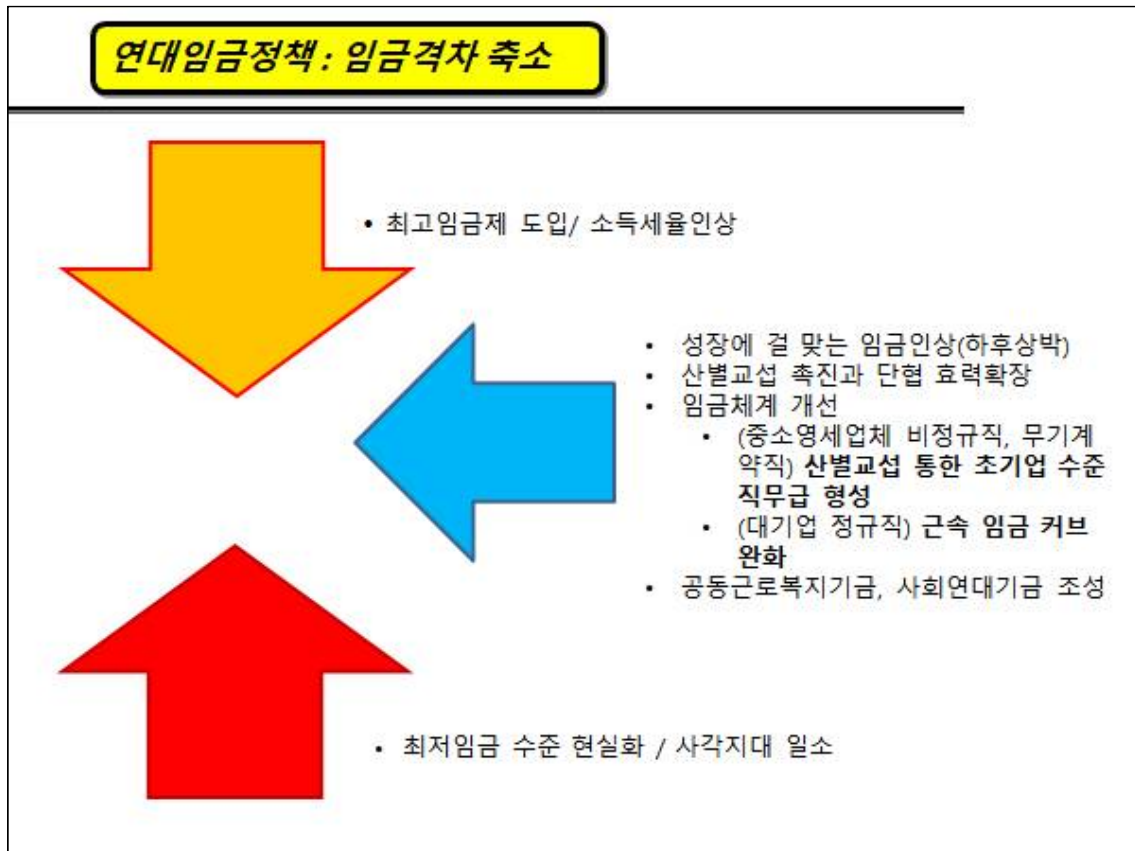 연대임금정책 : 임금격차 축소
• 최고임금제 도입/ 소득세율인상
• 성장에 걸 맞는 임금인상(하후상박)
• 산별교섭 촉진과 단협 효력확장
• 임금체계 개선
• (중소영세업체 비정규직, 무기계
약직) 산별교섭 통한 초기업 수준
직무급 형성
• (대기업 정규직) 근속 임금 커브
완화
• 공동근로복지기금, 사회연대기금 조성
• 최저임금 수준 현실화 / 사각지대 일소